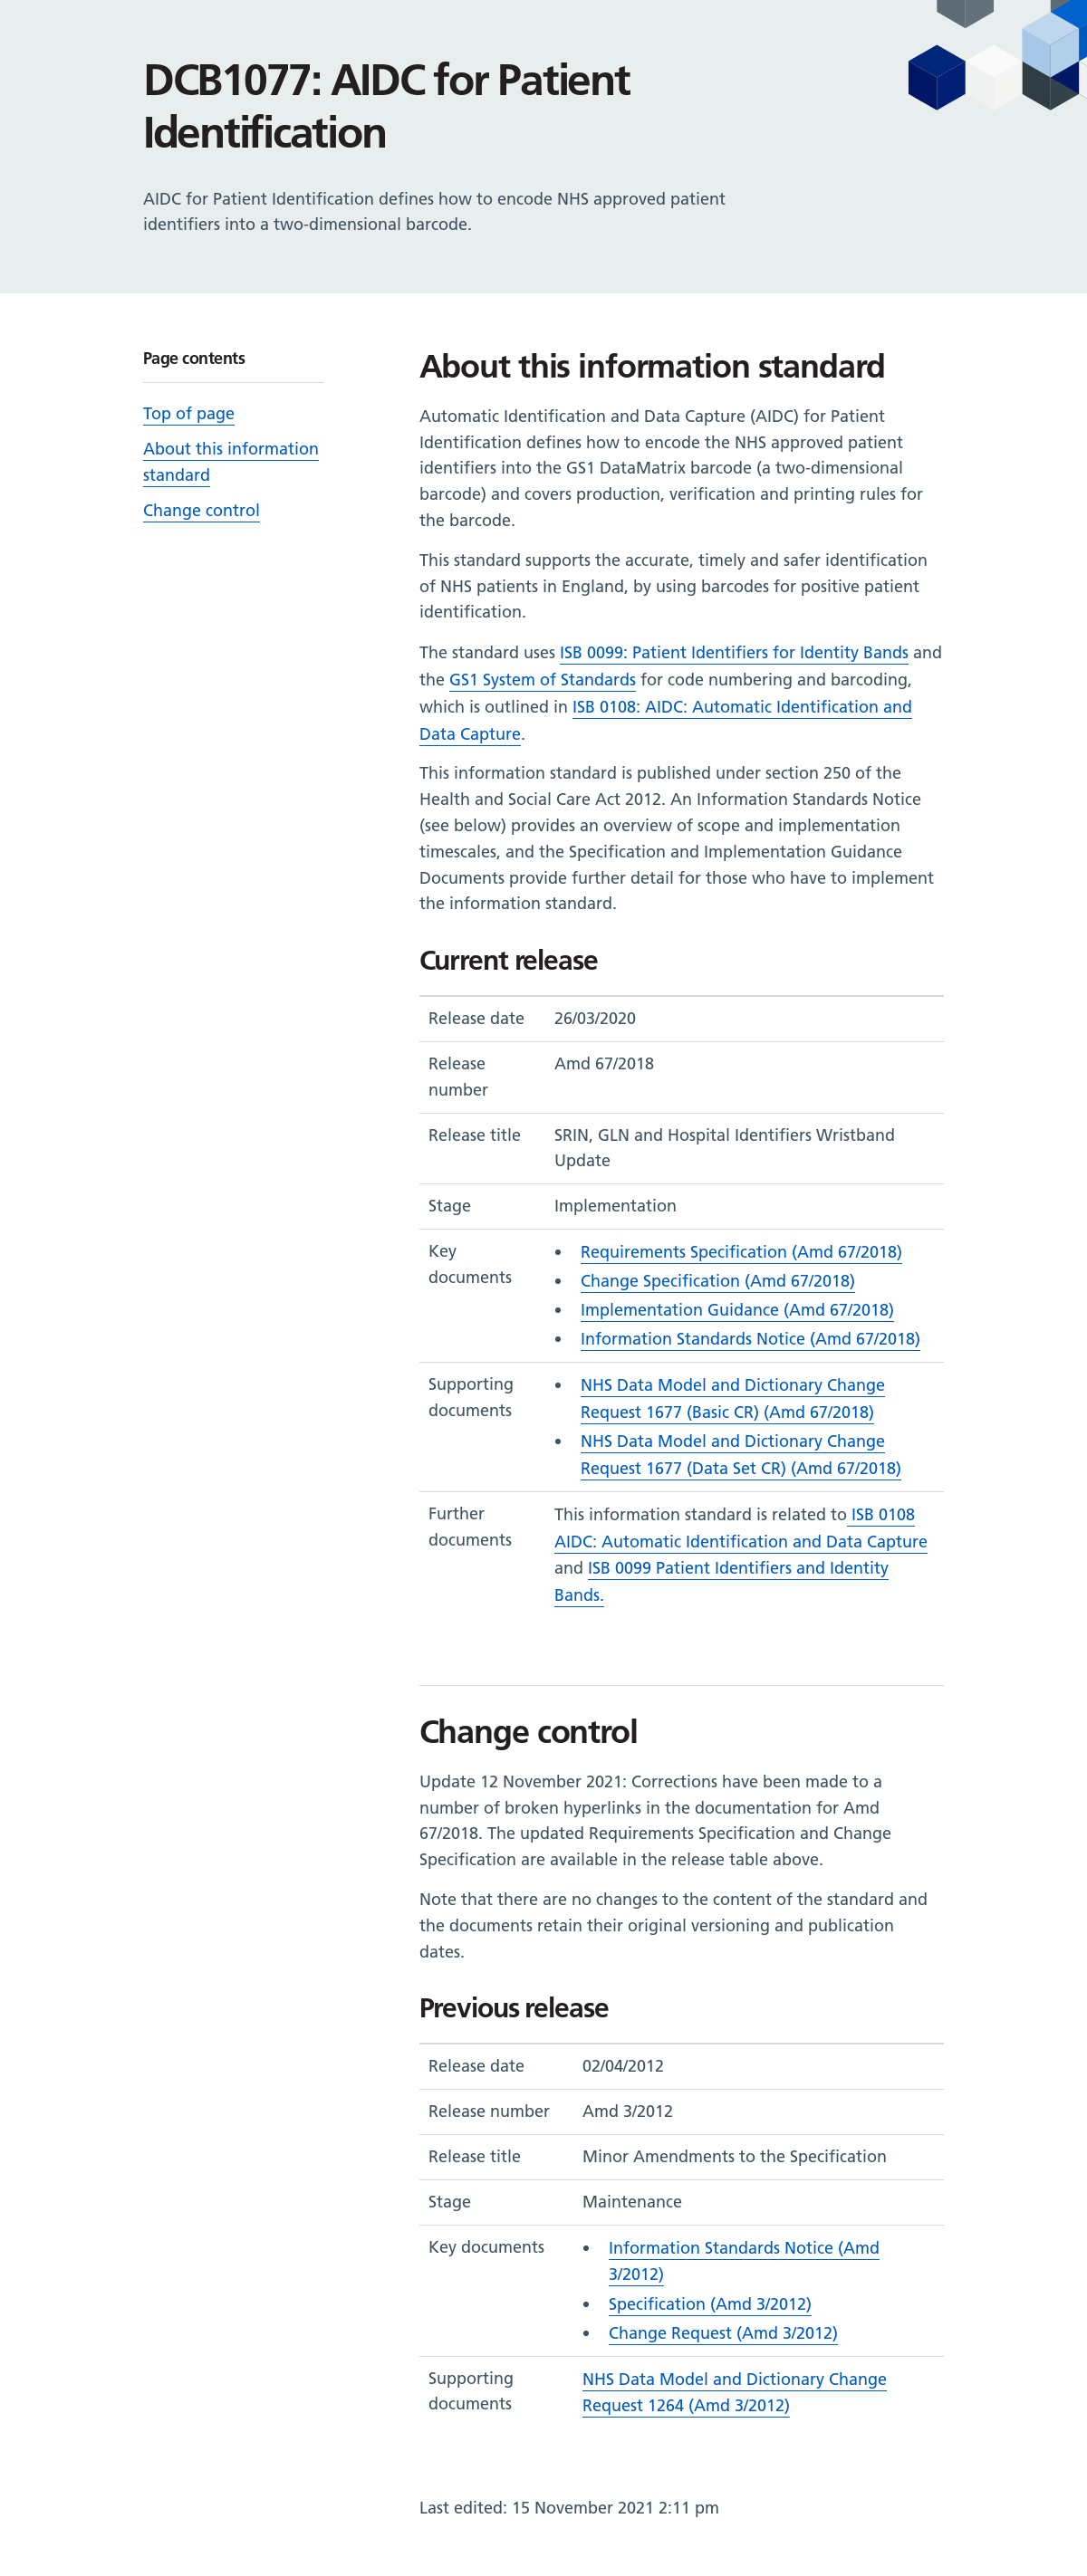 DCB1077: AIDC for Patient
Identification
AIDC for Patient Identification defines how to encode NHS approved patient
identifiers into a two-dimensional barcode.
Page contents
Top of page
About this information
standard
Change control
About this information standard
Automatic Identification and Data Capture (AIDC) for Patient
Identification defines how to encode the NHS approved patient
identifiers into the GS1 DataMatrix barcode (a two-dimensional
barcode) and covers production, verification and printing rules for
the barcode.
This standard supports the accurate, timely and safer identification
of NHS patients in England, by using barcodes for positive patient
identification.
The standard uses ISB 0099: Patient Identifiers for Identity Bands and
the GS1 System of Standards for code numbering and barcoding,
which is outlined in ISB 0108: AIDC: Automatic Identification and
Data Capture.
This information standard is published under section 250 of the
Health and Social Care Act 2012. An Information Standards Notice
(see below) provides an overview of scope and implementation
timescales, and the Specification and Implementation Guidance
Documents provide further detail for those who have to implement
the information standard.
Current release
Release date 26/03/2020
Release Amd 67/2018
number
Release title SRIN, GLN and Hospital Identifiers Wristband
Update
Stage Implementation
Key • Requirements Specification (Amd 67/2018)
documents • Change Specification (Amd 67/2018)
• Implementation Guidance (Amd 67/2018)
• Information Standards Notice (Amd 67/2018)
Supporting • NHS Data Model and Dictionary Change
documents Request 1677 (Basic CR) (Amd 67/2018)
• NHS Data Model and Dictionary Change
Request 1677 (Data Set CR) (Amd 67/2018)
Further This information standard is related to ISB 0108
documents AIDC: Automatic Identification and Data Capture
and ISB 0099 Patient Identifiers and Identity
Bands.
Change control
Update 12 November 2021: Corrections have been made to a
number of broken hyperlinks in the documentation for Amd
67/2018. The updated Requirements Specification and Change
Specification are available in the release table above.
Note that there are no changes to the content of the standard and
the documents retain their original versioning and publication
dates.
Previous release
Release date 02/04/2012
Release number Amd 3/2012
Release title Minor Amendments to the Specification
Stage Maintenance
Key documents • Information Standards Notice (Amd
3/2012)
• Specification (Amd 3/2012)
• Change Request (Amd 3/2012)
Supporting NHS Data Model and Dictionary Change
documents Request 1264 (Amd 3/2012)
Last edited: 15 November 2021 2:11 pm